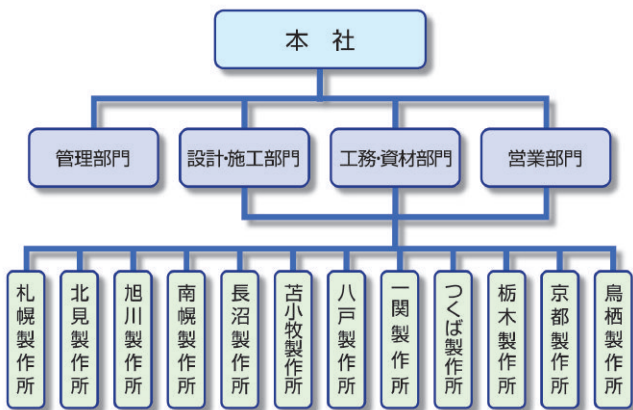 本 社
管理部門
設計・施工部門
工務・資材部門
営業部門
札幌製作所
北見製作所
旭川製作所
南幌製作所
長沼製作所
苫小牧製作所
八戸製作所
一関製作所
つくば製作所
栃木製作所
京都製作所
鳥栖製作所